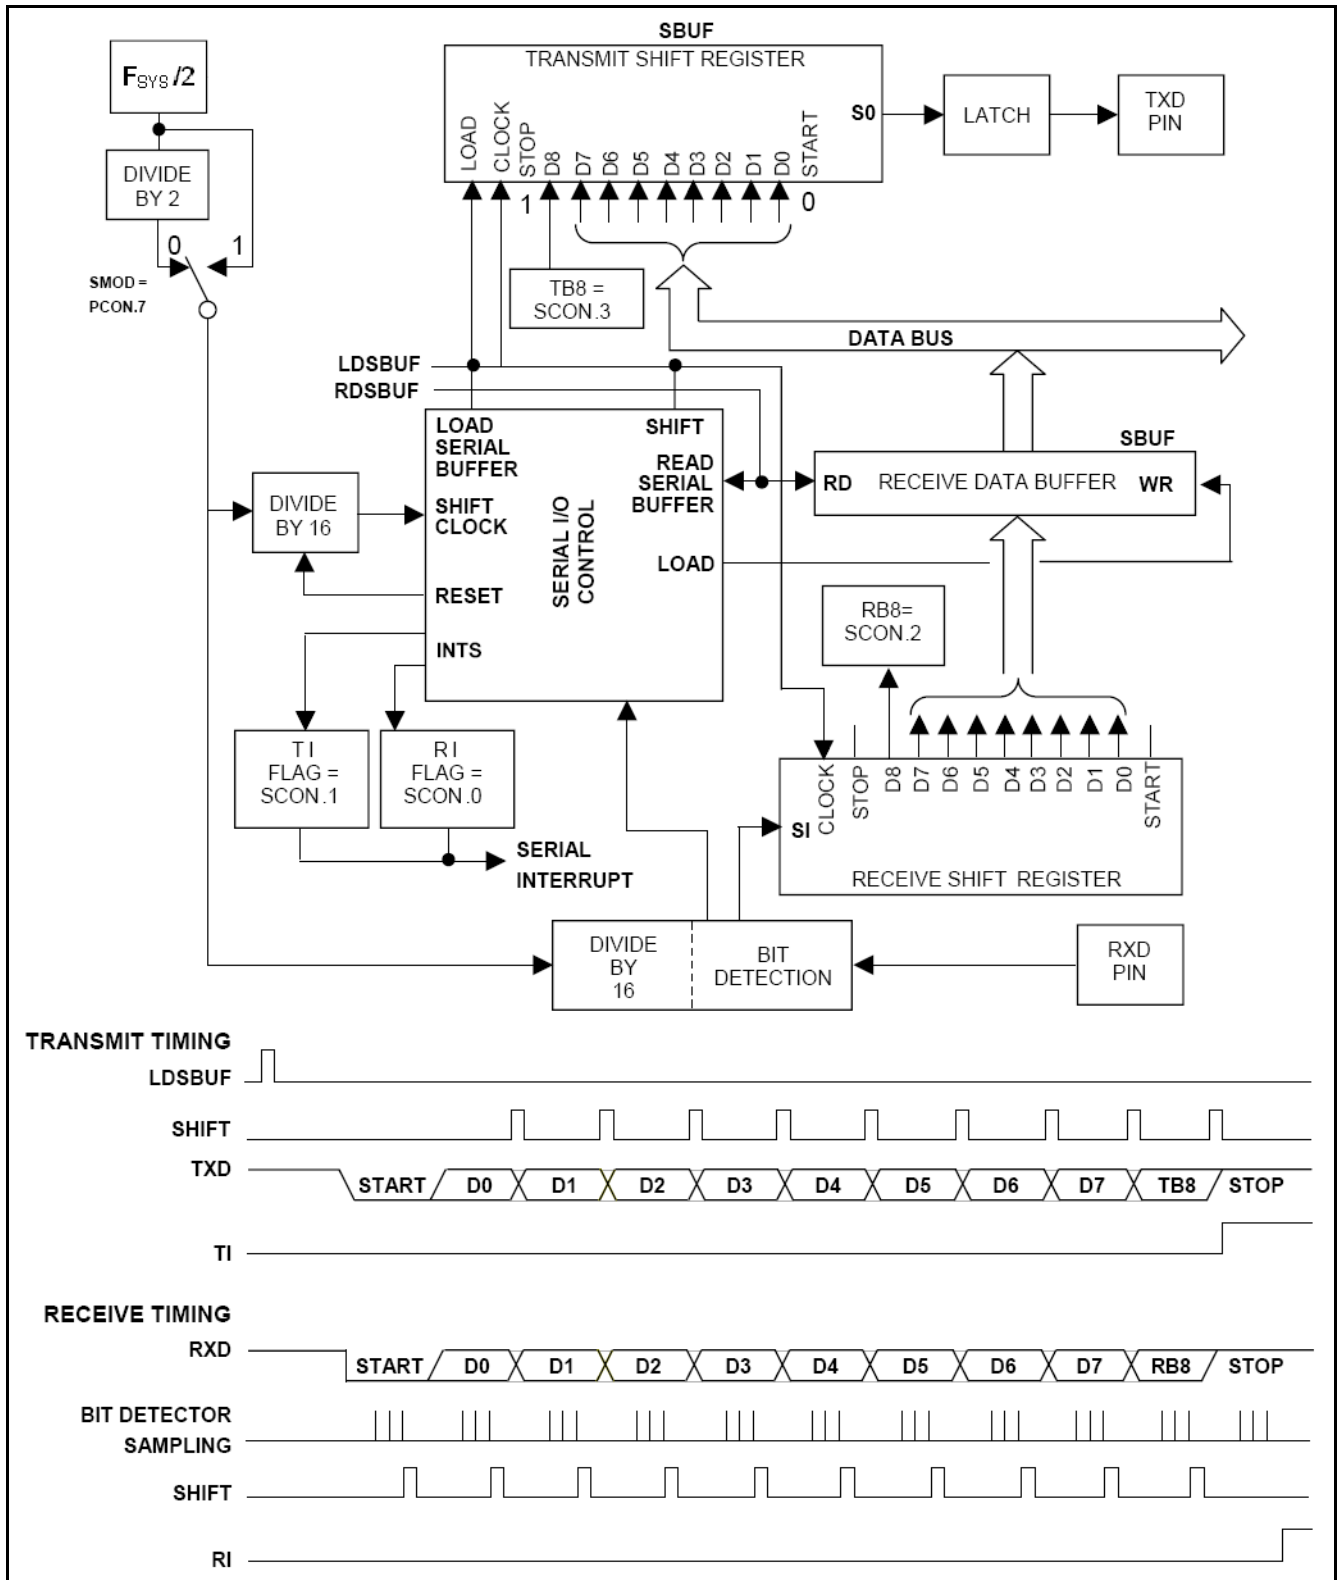 SBUF
TRANSMIT SHIFT REGISTER
FSYS /2
LOAD
CLOCK
STOP
D8
D7
D6
D5
D4
D3
D2
D1
D0
START
S0
LATCH
TXD
PIN
DIVIDE
BY 2
1
0
0
1
SMOD =
PCON.7
TB8 =
SCON.3
DATA BUS
LDSBUF
RDSBUF
LOAD
SERIAL
BUFFER
SHIFT
READ
SERIAL
BUFFER
SBUF
RD
RECEIVE DATA BUFFER
WR
DIVIDE
BY 16
SHIFT
CLOCK
SERIAL I/O
CONTROL
LOAD
RESET
INTS
RB8=
SCON.2
T I
FLAG =
SCON.1
R I
FLAG =
SCON.0
SERIAL
INTERRUPT
SI
CLOCK
STOP
D8
D7
D6
D5
D4
D3
D2
D1
D0
START
RECEIVE SHIFT REGISTER
DIVIDE
BY
16
BIT
DETECTION
RXD
PIN
TRANSMIT TIMING
LDSBUF
SHIFT
TXD
START
D0
D1
D2
D3
D4
D5
D6
D7
TB8
STOP
TI
RECEIVE TIMING
RXD
START
D0
D1
D2
D3
D4
D5
D6
D7
RB8
STOP
BIT DETECTOR
SAMPLING
SHIFT
RI